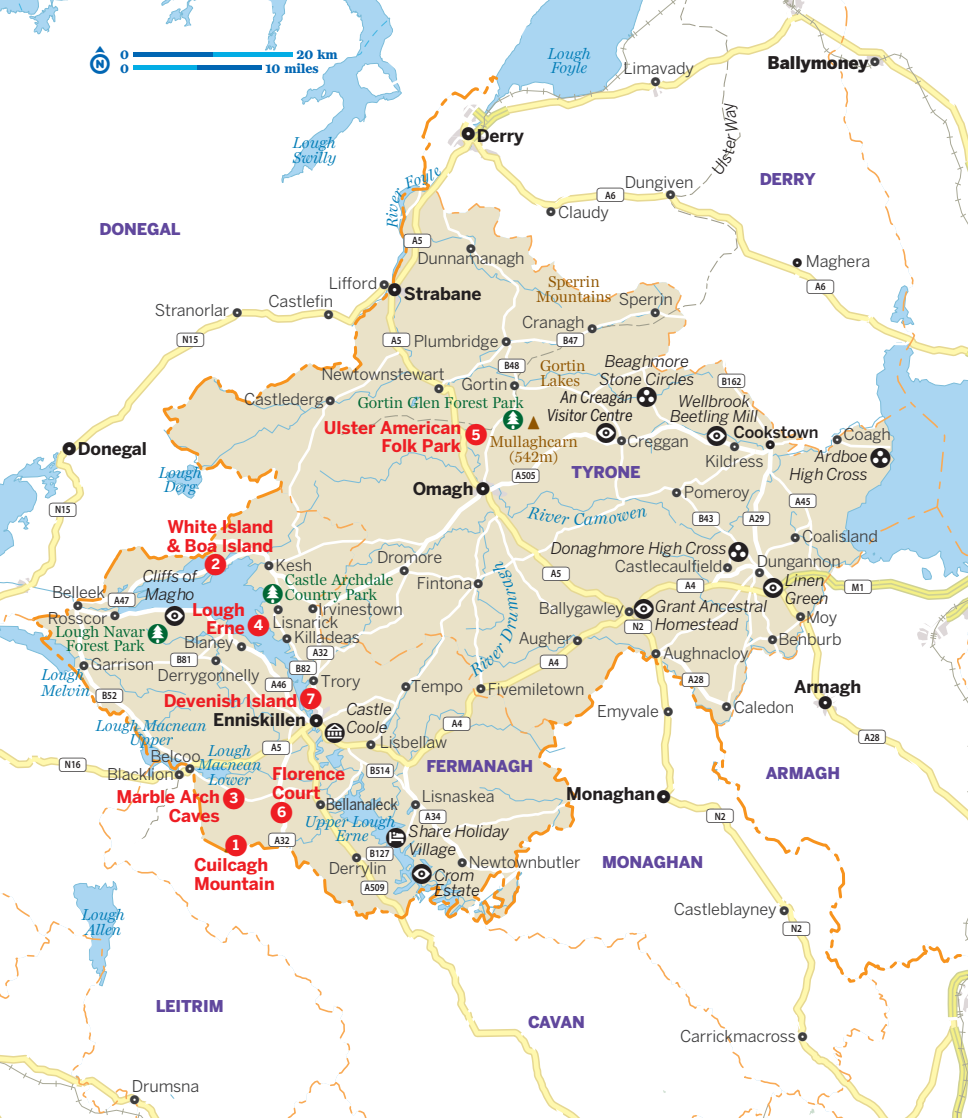 0 20 km
N
0 10 miles
Lough
Foyle
Limavady
Ballymoney
Derry
Lough
Swilly
Ulster Way
River Foyle
DERRY
Dungiven
A6
Claudy
DONEGAL
A5
Dunnamanagh
Maghera
A6
Lifford
Strabane
Sperrin
Mountains
Sperrin
Castlefin
Stranorlar
Cranagh
N15
A5
Plumbridge
B47
Beaghmore
Stone Circles
B48
Gortin
Lakes
B162
Newtownstewart
Gortin
An Creagán
Visitor Centre
Wellbrook
Beetling Mill
Castlederg
Gortin Glen Forest Park
Ulster American
Folk Park
5
Mullaghcarn
(542m)
Creggan
Cookstown
Coagh
Kildress
Ardboe
High Cross
Donegal
Lough
Derg
TYRONE
A505
Omagh
Pomeroy
A45
N15
River Camowen
B43
A29
White Island
& Boa Island
2
Coalisland
Donaghmore High Cross
Dromore
Kesh
Castlecaulfield
Dungannon
Cliffs of
Magho
Castle Archdale
Country Park
Fintona
A5
A4
Linen
Green
M1
Belleek
A47
Rosscor
Lough
Erne
4
Irvinestown
Lisnarick
River Drumragh
Ballygawley
Grant Ancestral
Homestead
Moy
N2
Lough Navar
Forest Park
Killadeas
Blaney
Augher
Benburb
Garrison
B81
A32
Aughnacloy
Lough
Melvin
Derrygonnelly
B82
A4
A46
Trory
Tempo
Fivemiletown
A28
B52
Armagh
Devenish Island
7
Castle
Coole
Enniskillen
Emyvale
Caledon
Lough Macnean
Upper
A4
A28
Lisbellaw
A5
Belcoo
Lough
Macnean
Lower
N16
Blacklion
B514
FERMANAGH
ARMAGH
Florence
Court
6
Marble Arch
Caves
3
Monaghan
Bellanaleck
Lisnaskea
A34
Upper Lough
Erne
N2
Share Holiday
Village
A32
1
Cuilcagh
Mountain
B127
Derrylin
Newtownbutler
MONAGHAN
A509
Crom
Estate
Castleblayney
Lough
Allen
N2
LEITRIM
CAVAN
Carrickmacross
Drumsna